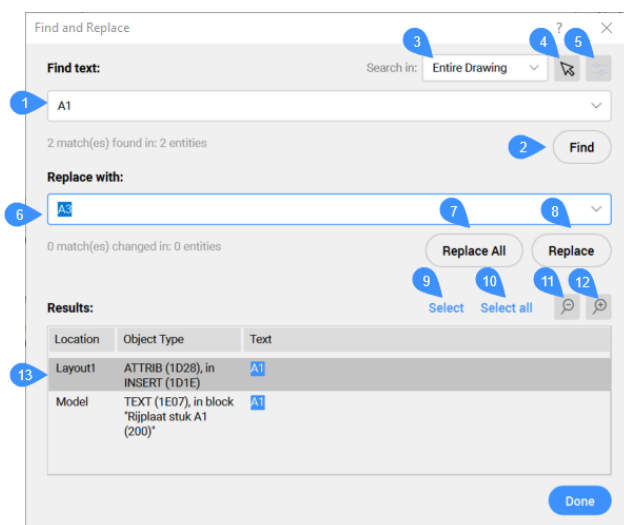 Find and Replace ? ×
3 4 5
Find text: Search in: Entire Drawing
1 A1
2 match(es) found in: 2 entities 2 Find
Replace with:
6 A3
7 8
0 match(es) changed in: 0 entities Replace All Replace
9 10 11 12
Results: Select Select all
Location Object Type Text
13 Layout1 ATTRIB (1D28), in A1
INSERT (1D1E)
Model TEXT (1E07), in block A1
"Rijplaat stuk A1
(200)"
Done